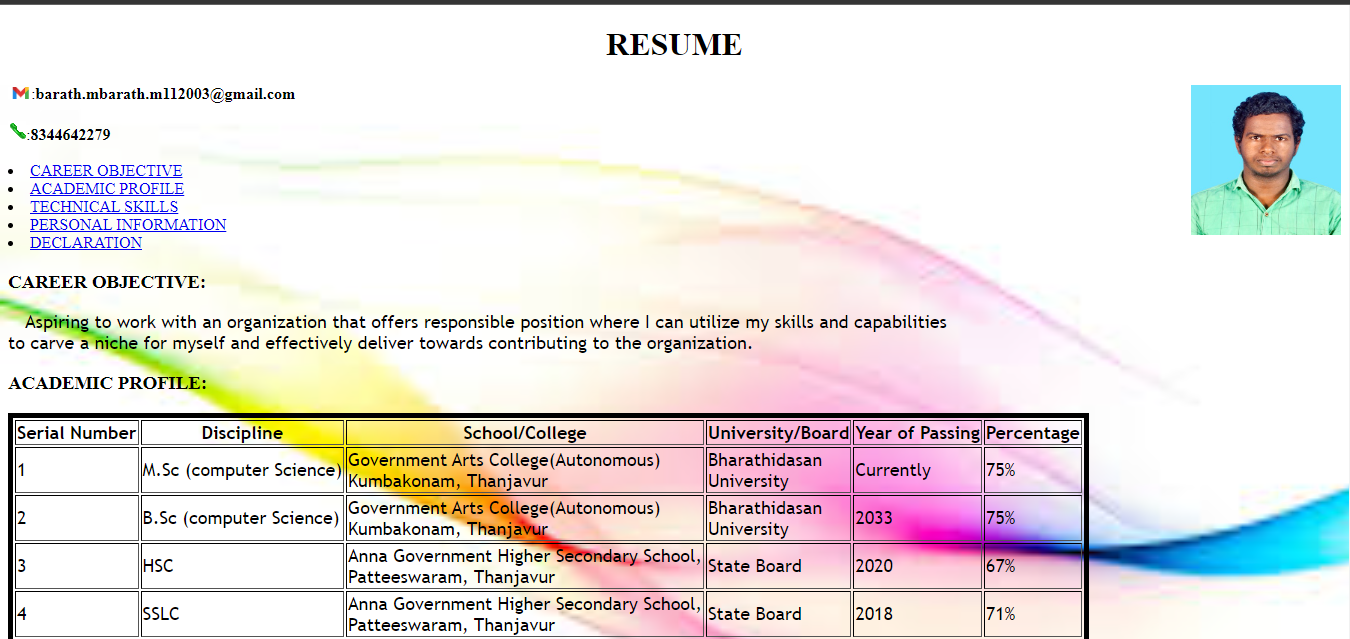 RESUME
:barath.mbarath.m112003@gmail.com
:8344642279
CAREER OBJECTIVE
ACADEMIC PROFILE
TECHNICAL SKILLS
PERSONAL INFORMATION
DECLARATION
CAREER OBJECTIVE:
Aspiring to work with an organization that offers responsible position where I can utilize my skills and capabilities
to carve a niche for myself and effectively deliver towards contributing to the organization.
ACADEMIC PROFILE:
Serial Number Discipline School/College University/Board Year of Passing Percentage
1 M.Sc (computer Science) Government Arts College(Autonomous) Kumbakonam, Thanjavur Bharathidasan University Currently 75%
2 B.Sc (computer Science) Government Arts College(Autonomous) Kumbakonam, Thanjavur Bharathidasan University 2033 75%
3 HSC Anna Government Higher Secondary School, Patteeswaram, Thanjavur State Board 2020 67%
4 SSLC Anna Government Higher Secondary School, Patteeswaram, Thanjavur State Board 2018 71%